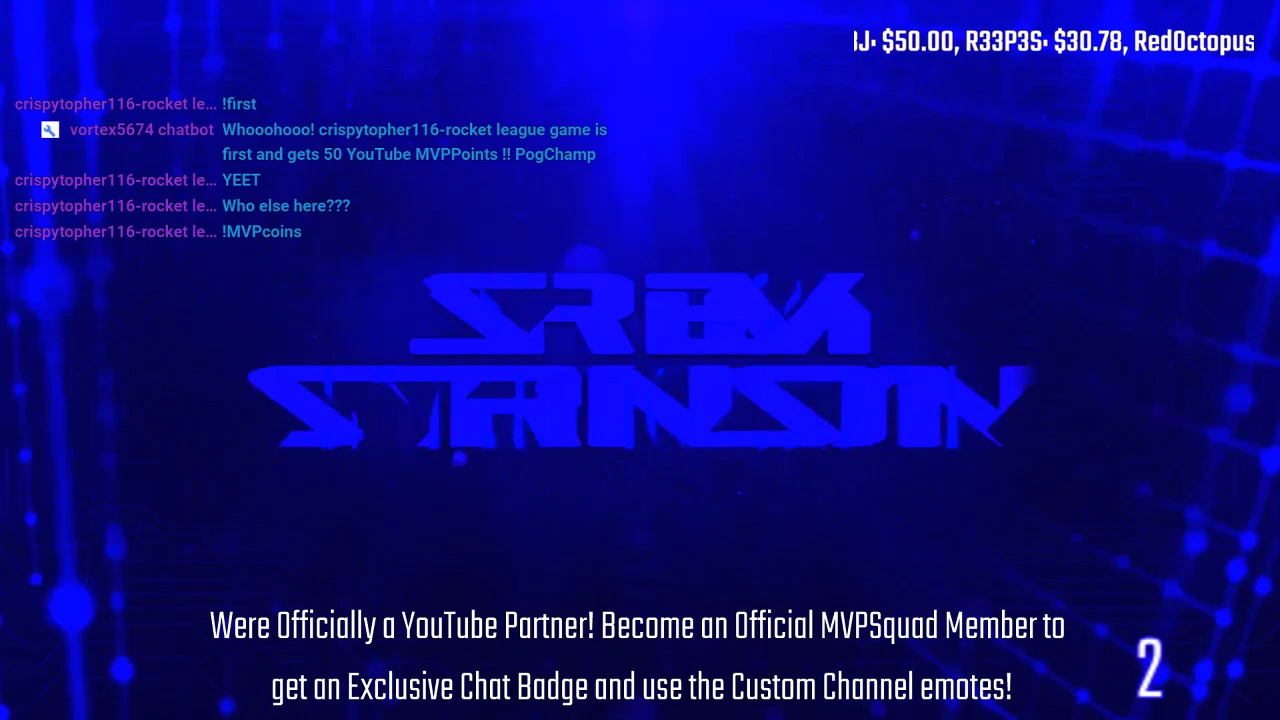 BJ: $50.00, R33P3S: $30.78, RedOctopus
crispytopher116-rocket le... !first
vortex5674 chatbot Whooohooo! crispytopher116-rocket league game is
first and gets 50 YouTube MVPPoints !! PogChamp
crispytopher116-rocket le... YEET
crispytopher116-rocket le... Who else here???
crispytopher116-rocket le... !MVPcoins
Were Officially a YouTube Partner! Become an Official MVPSquad Member to
get an Exclusive Chat Badge and use the Custom Channel emotes!
2